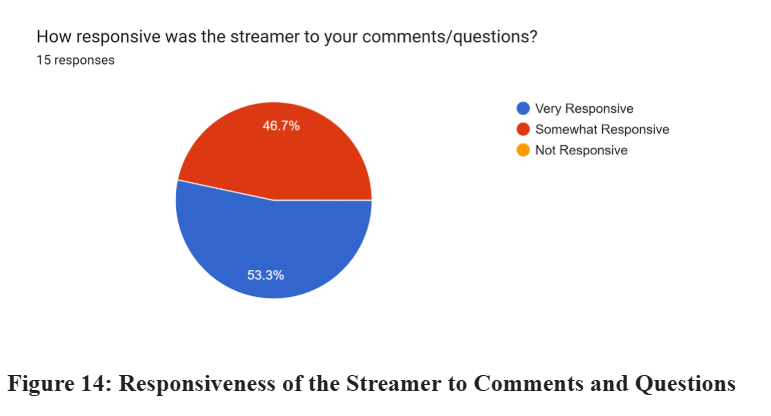 How responsive was the streamer to your comments/questions?
15 responses
46.7%
53.3%
Very Responsive
Somewhat Responsive
Not Responsive
Figure 14: Responsiveness of the Streamer to Comments and Questions